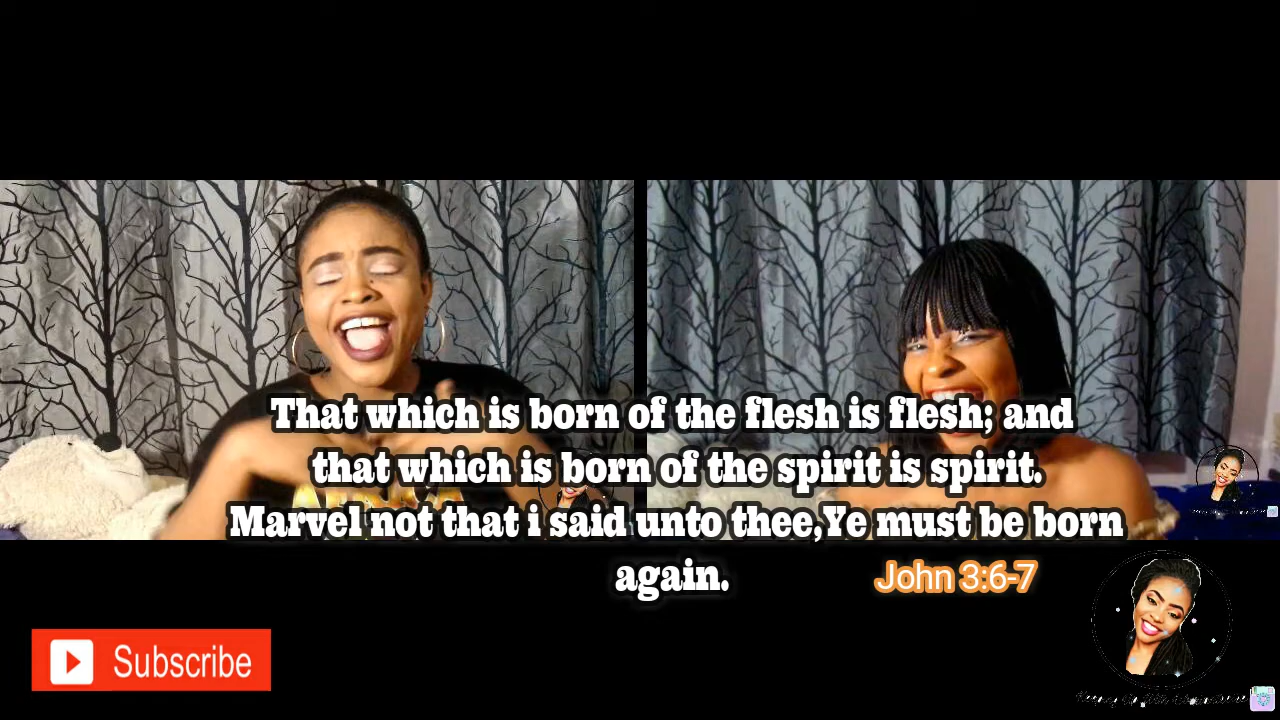 That which is born of the flesh is flesh; and
that which is born of the spirit is spirit.
Marvel not that i said unto thee,Ye must be born
again.
John 3:6-7
AFRICA
Subscribe